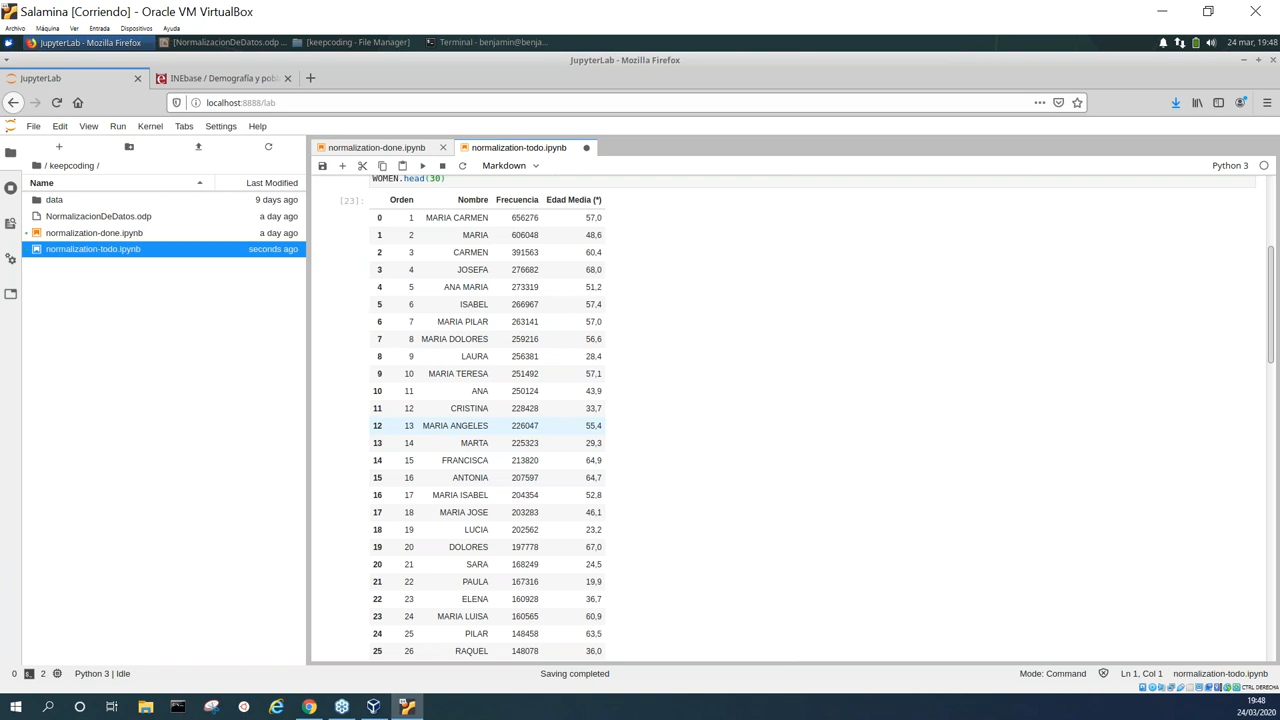 Salamina [Corriendo] - Oracle VM VirtualBox
Archivo Máquina Ver Entrada Dispositivos Ayuda
JupyterLab - Mozilla Firefox [NormalizacionDeDatos.odp ... [keepcoding - File Manager] Terminal - benjamin@benja... 24 mar, 19:48
JupyterLab - Mozilla Firefox
JupyterLab INEbase / Demografía y pobl
localhost:8888/lab
File Edit View Run Kernel Tabs Settings Help
normalization-done.ipynb normalization-todo.ipynb
/ keepcoding /
Markdown Python 3
Name Last Modified
data 9 days ago
NormalizacionDeDatos.odp a day ago
normalization-done.ipynb a day ago
normalization-todo.ipynb seconds ago
WOMEN.head(30)
[23]: Orden Nombre Frecuencia Edad Media (*)
0 1 MARIA CARMEN 656276 57,0
1 2 MARIA 606048 48,6
2 3 CARMEN 391563 60,4
3 4 JOSEFA 276682 68,0
4 5 ANA MARIA 273319 51,2
5 6 ISABEL 266967 57,4
6 7 MARIA PILAR 263141 57,0
7 8 MARIA DOLORES 259216 56,6
8 9 LAURA 256381 28,4
9 10 MARIA TERESA 251492 57,1
10 11 ANA 250124 43,9
11 12 CRISTINA 228428 33,7
12 13 MARIA ANGELES 226047 55,4
13 14 MARTA 225323 29,3
14 15 FRANCISCA 213820 64,9
15 16 ANTONIA 207597 64,7
16 17 MARIA ISABEL 204354 52,8
17 18 MARIA JOSE 203283 46,1
18 19 LUCIA 202562 23,2
19 20 DOLORES 197778 67,0
20 21 SARA 168249 24,5
21 22 PAULA 167316 19,9
22 23 ELENA 160928 36,7
23 24 MARIA LUISA 160565 60,9
24 25 PILAR 148458 63,5
25 26 RAQUEL 148078 36,0
0 2 Python 3 | Idle Saving completed Mode: Command Ln 1, Col 1 normalization-todo.ipynb
CTRL DERECHA
19:48
24/03/2020